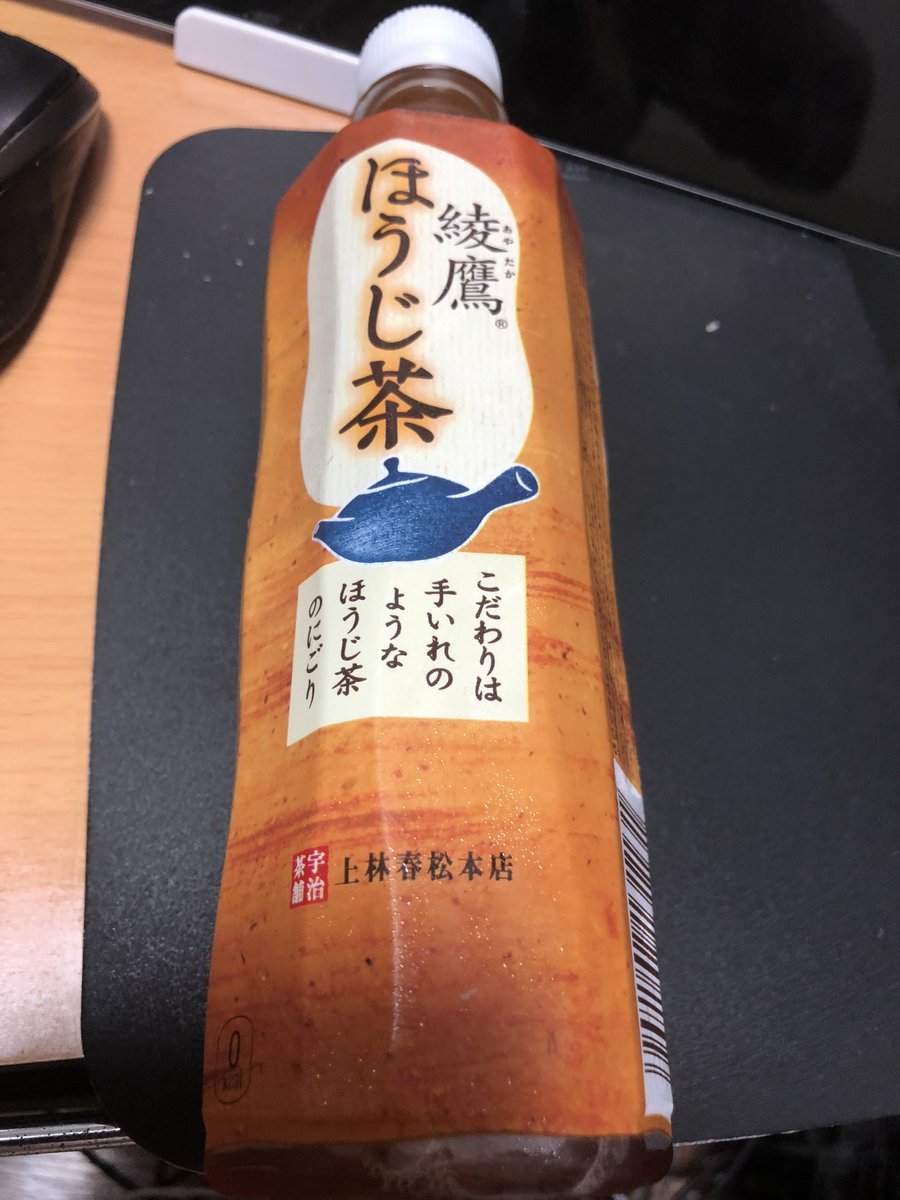 綾鷹
あやたか
®
ほうじ茶
こだわりは
手いれの
ような
ほうじ茶
のにごり
宇治
茶舗
上林春松本店
0
kcal